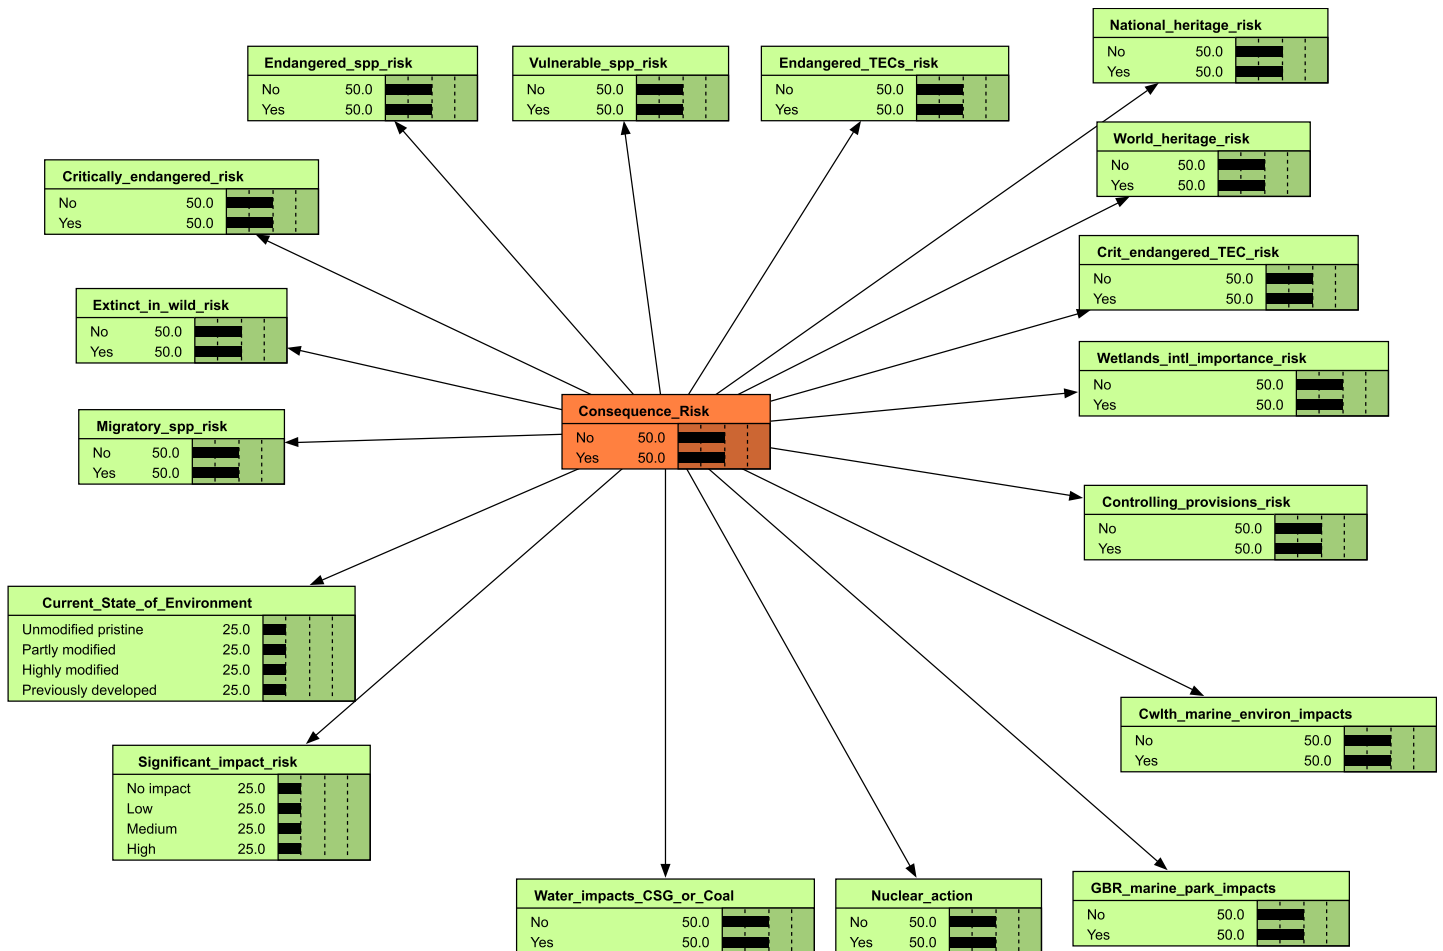 National_heritage_risk
No 50.0
Yes 50.0
Endangered_spp_risk
No 50.0
Yes 50.0
Vulnerable_spp_risk
No 50.0
Yes 50.0
Endangered_TECs_risk
No 50.0
Yes 50.0
World_heritage_risk
No 50.0
Yes 50.0
Critically_endangered_risk
No 50.0
Yes 50.0
Crit_endangered_TEC_risk
No 50.0
Yes 50.0
Extinct_in_wild_risk
No 50.0
Yes 50.0
Wetlands_intl_importance_risk
No 50.0
Yes 50.0
Consequence_Risk
No 50.0
Yes 50.0
Migratory_spp_risk
No 50.0
Yes 50.0
Controlling_provisions_risk
No 50.0
Yes 50.0
Current_State_of_Environment
Unmodified pristine 25.0
Partly modified 25.0
Highly modified 25.0
Previously developed 25.0
Cwlth_marine_environ_impacts
No 50.0
Yes 50.0
Significant_impact_risk
No impact 25.0
Low 25.0
Medium 25.0
High 25.0
Water_impacts_CSG_or_Coal
No 50.0
Yes 50.0
Nuclear_action
No 50.0
Yes 50.0
GBR_marine_park_impacts
No 50.0
Yes 50.0